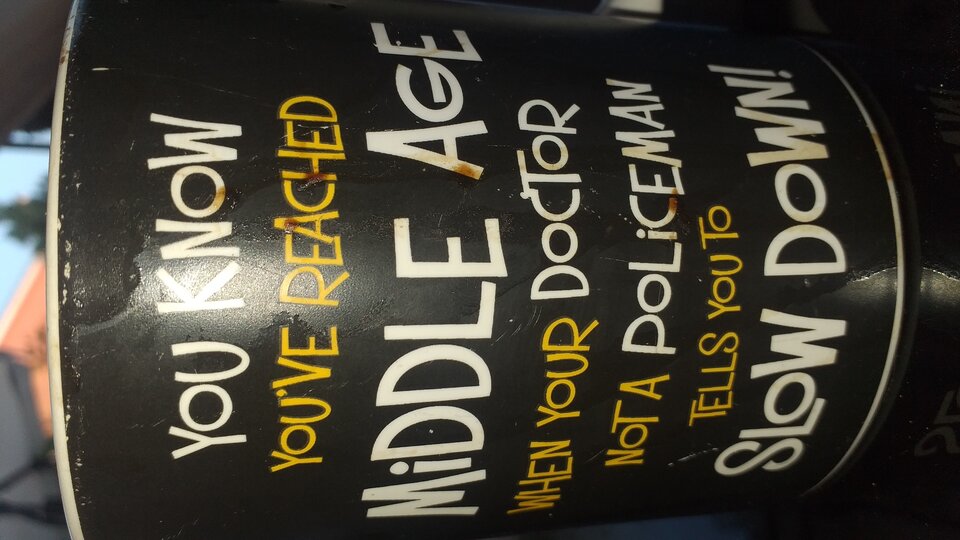 YOU KNOW
YOU'VE REACHED
MiDDLE AGE
WHEN YOUR DOCTOR
NOT A POLiCEMAN
TELLS YOU TO
SLOW DOWN!